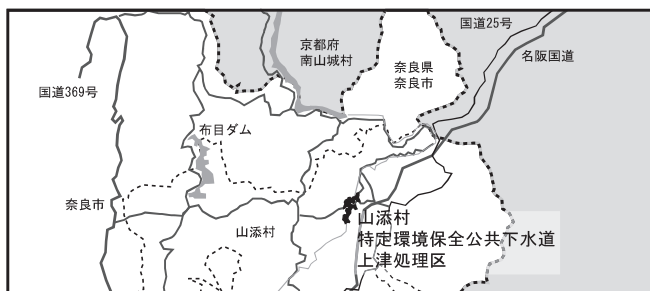 国道25号
京都府
南山城村
名阪国道
奈良県
奈良市
国道369号
布目ダム
奈良市
山添村
山添村
特定環境保全公共下水道
上津処理区